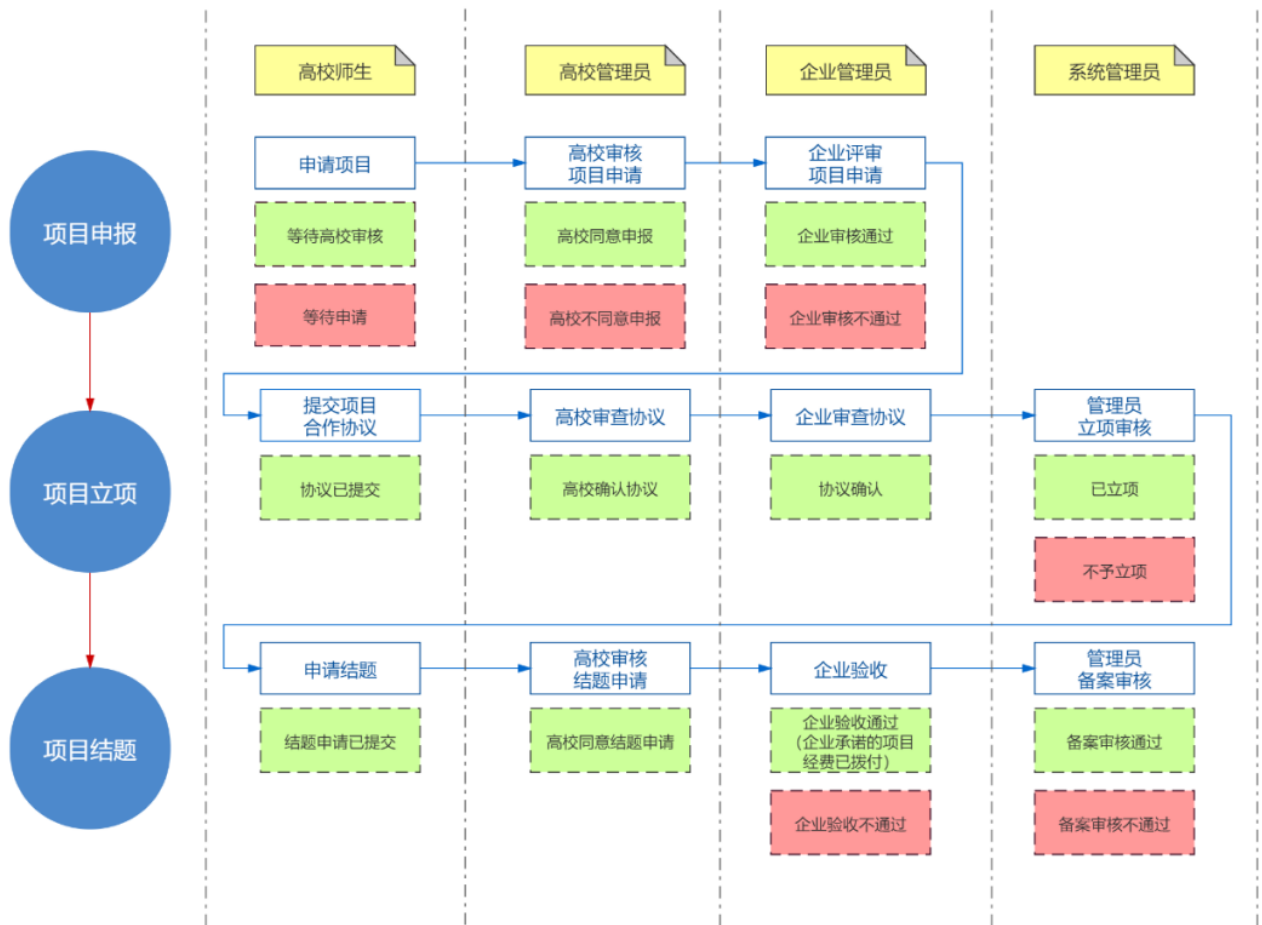 高校师生
高校管理员
企业管理员
系统管理员
项目申报
申请项目
高校审核
项目申请
企业评审
项目申请
等待高校审核
高校同意申报
企业审核通过
等待申请
高校不同意申报
企业审核不通过
项目立项
提交项目
合作协议
高校审查协议
企业审查协议
管理员
立项审核
协议已提交
高校确认协议
协议确认
已立项
不予立项
项目结题
申请结题
高校审核
结题申请
企业验收
管理员
备案审核
结题申请已提交
高校同意结题申请
企业验收通过
（企业承诺的项目
经费已拨付）
备案审核通过
企业验收不通过
备案审核不通过